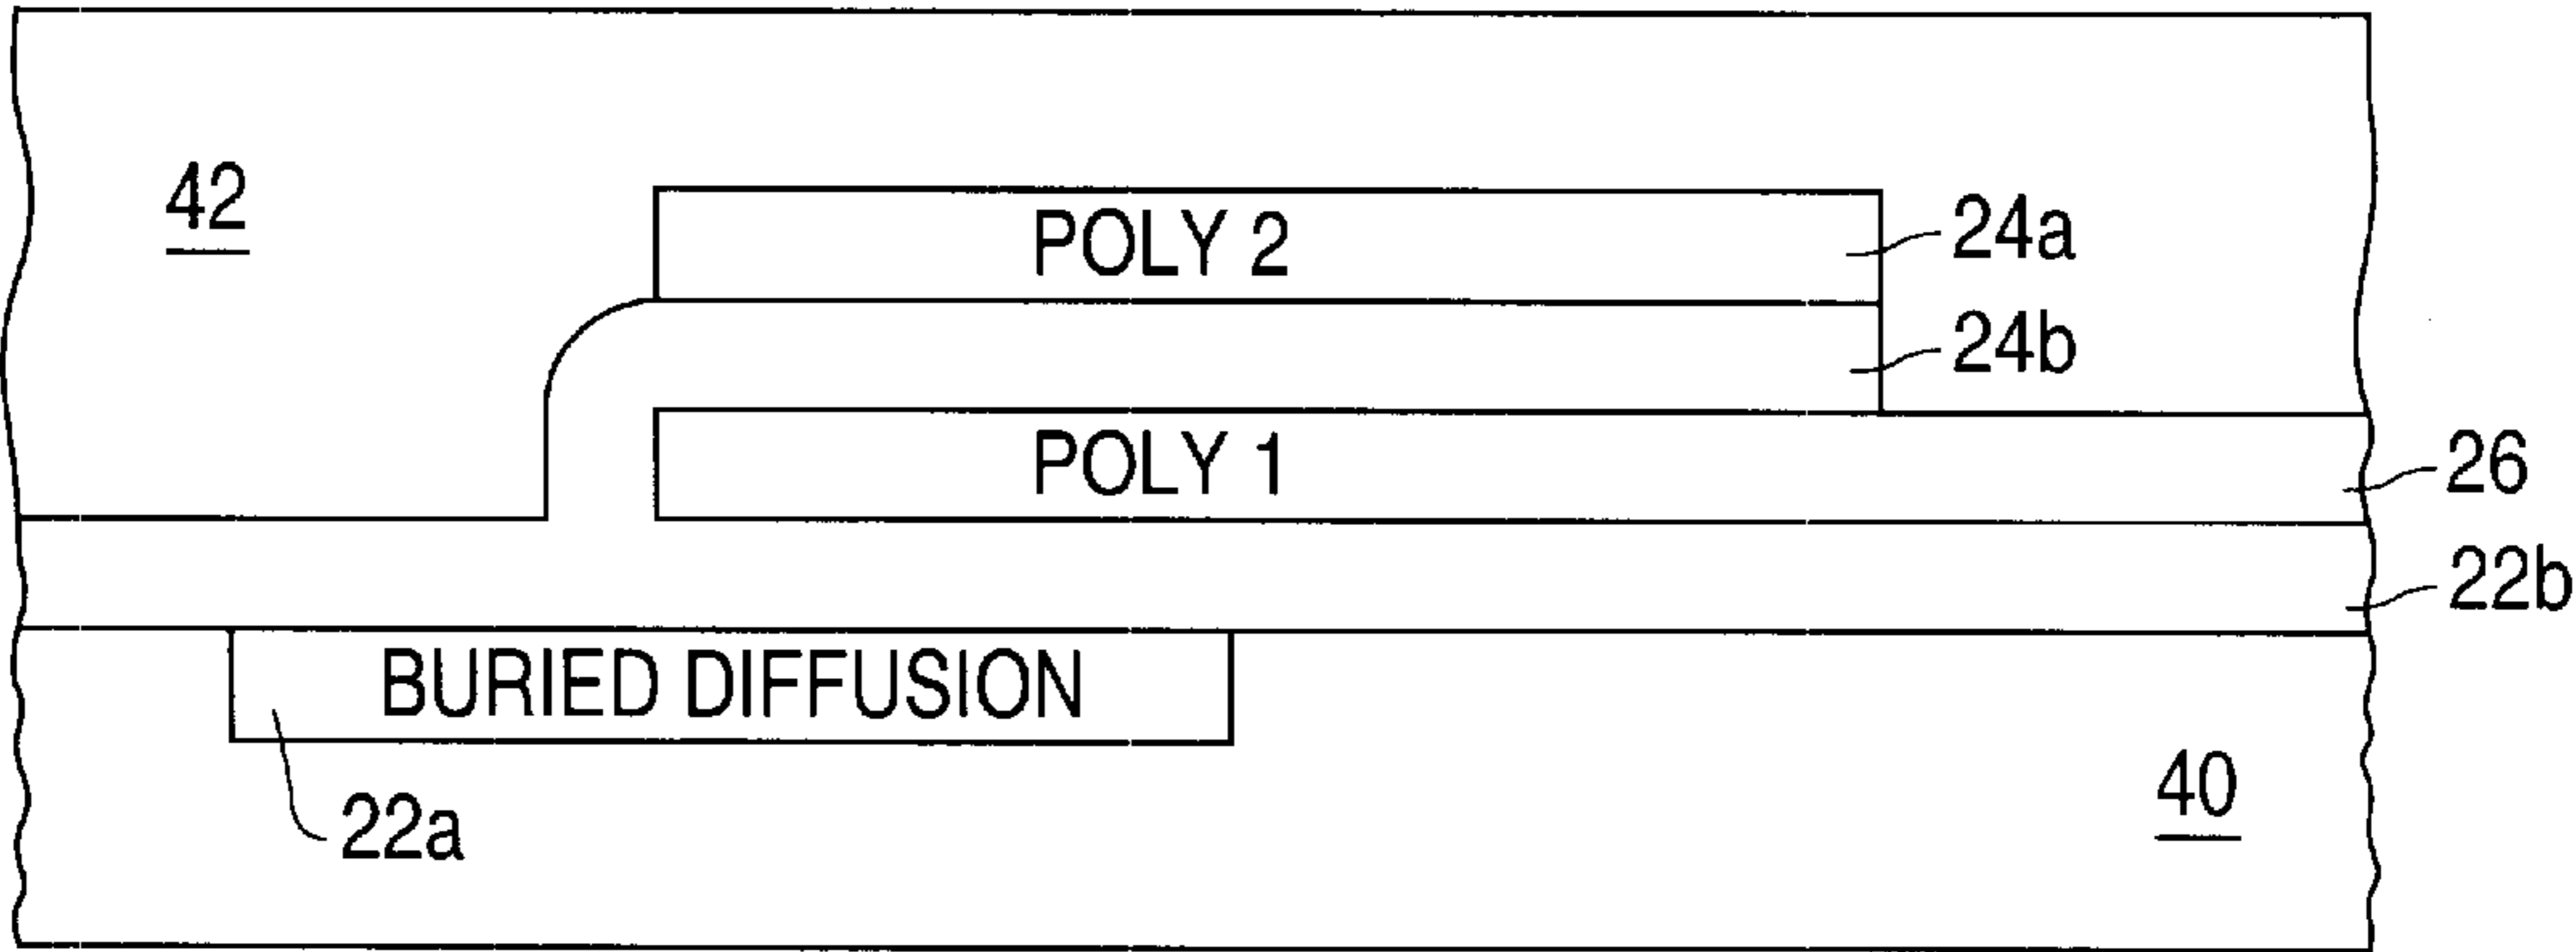 42
POLY 2
24a
24b
POLY 1
26
22b
BURIED DIFFUSION
22a
40